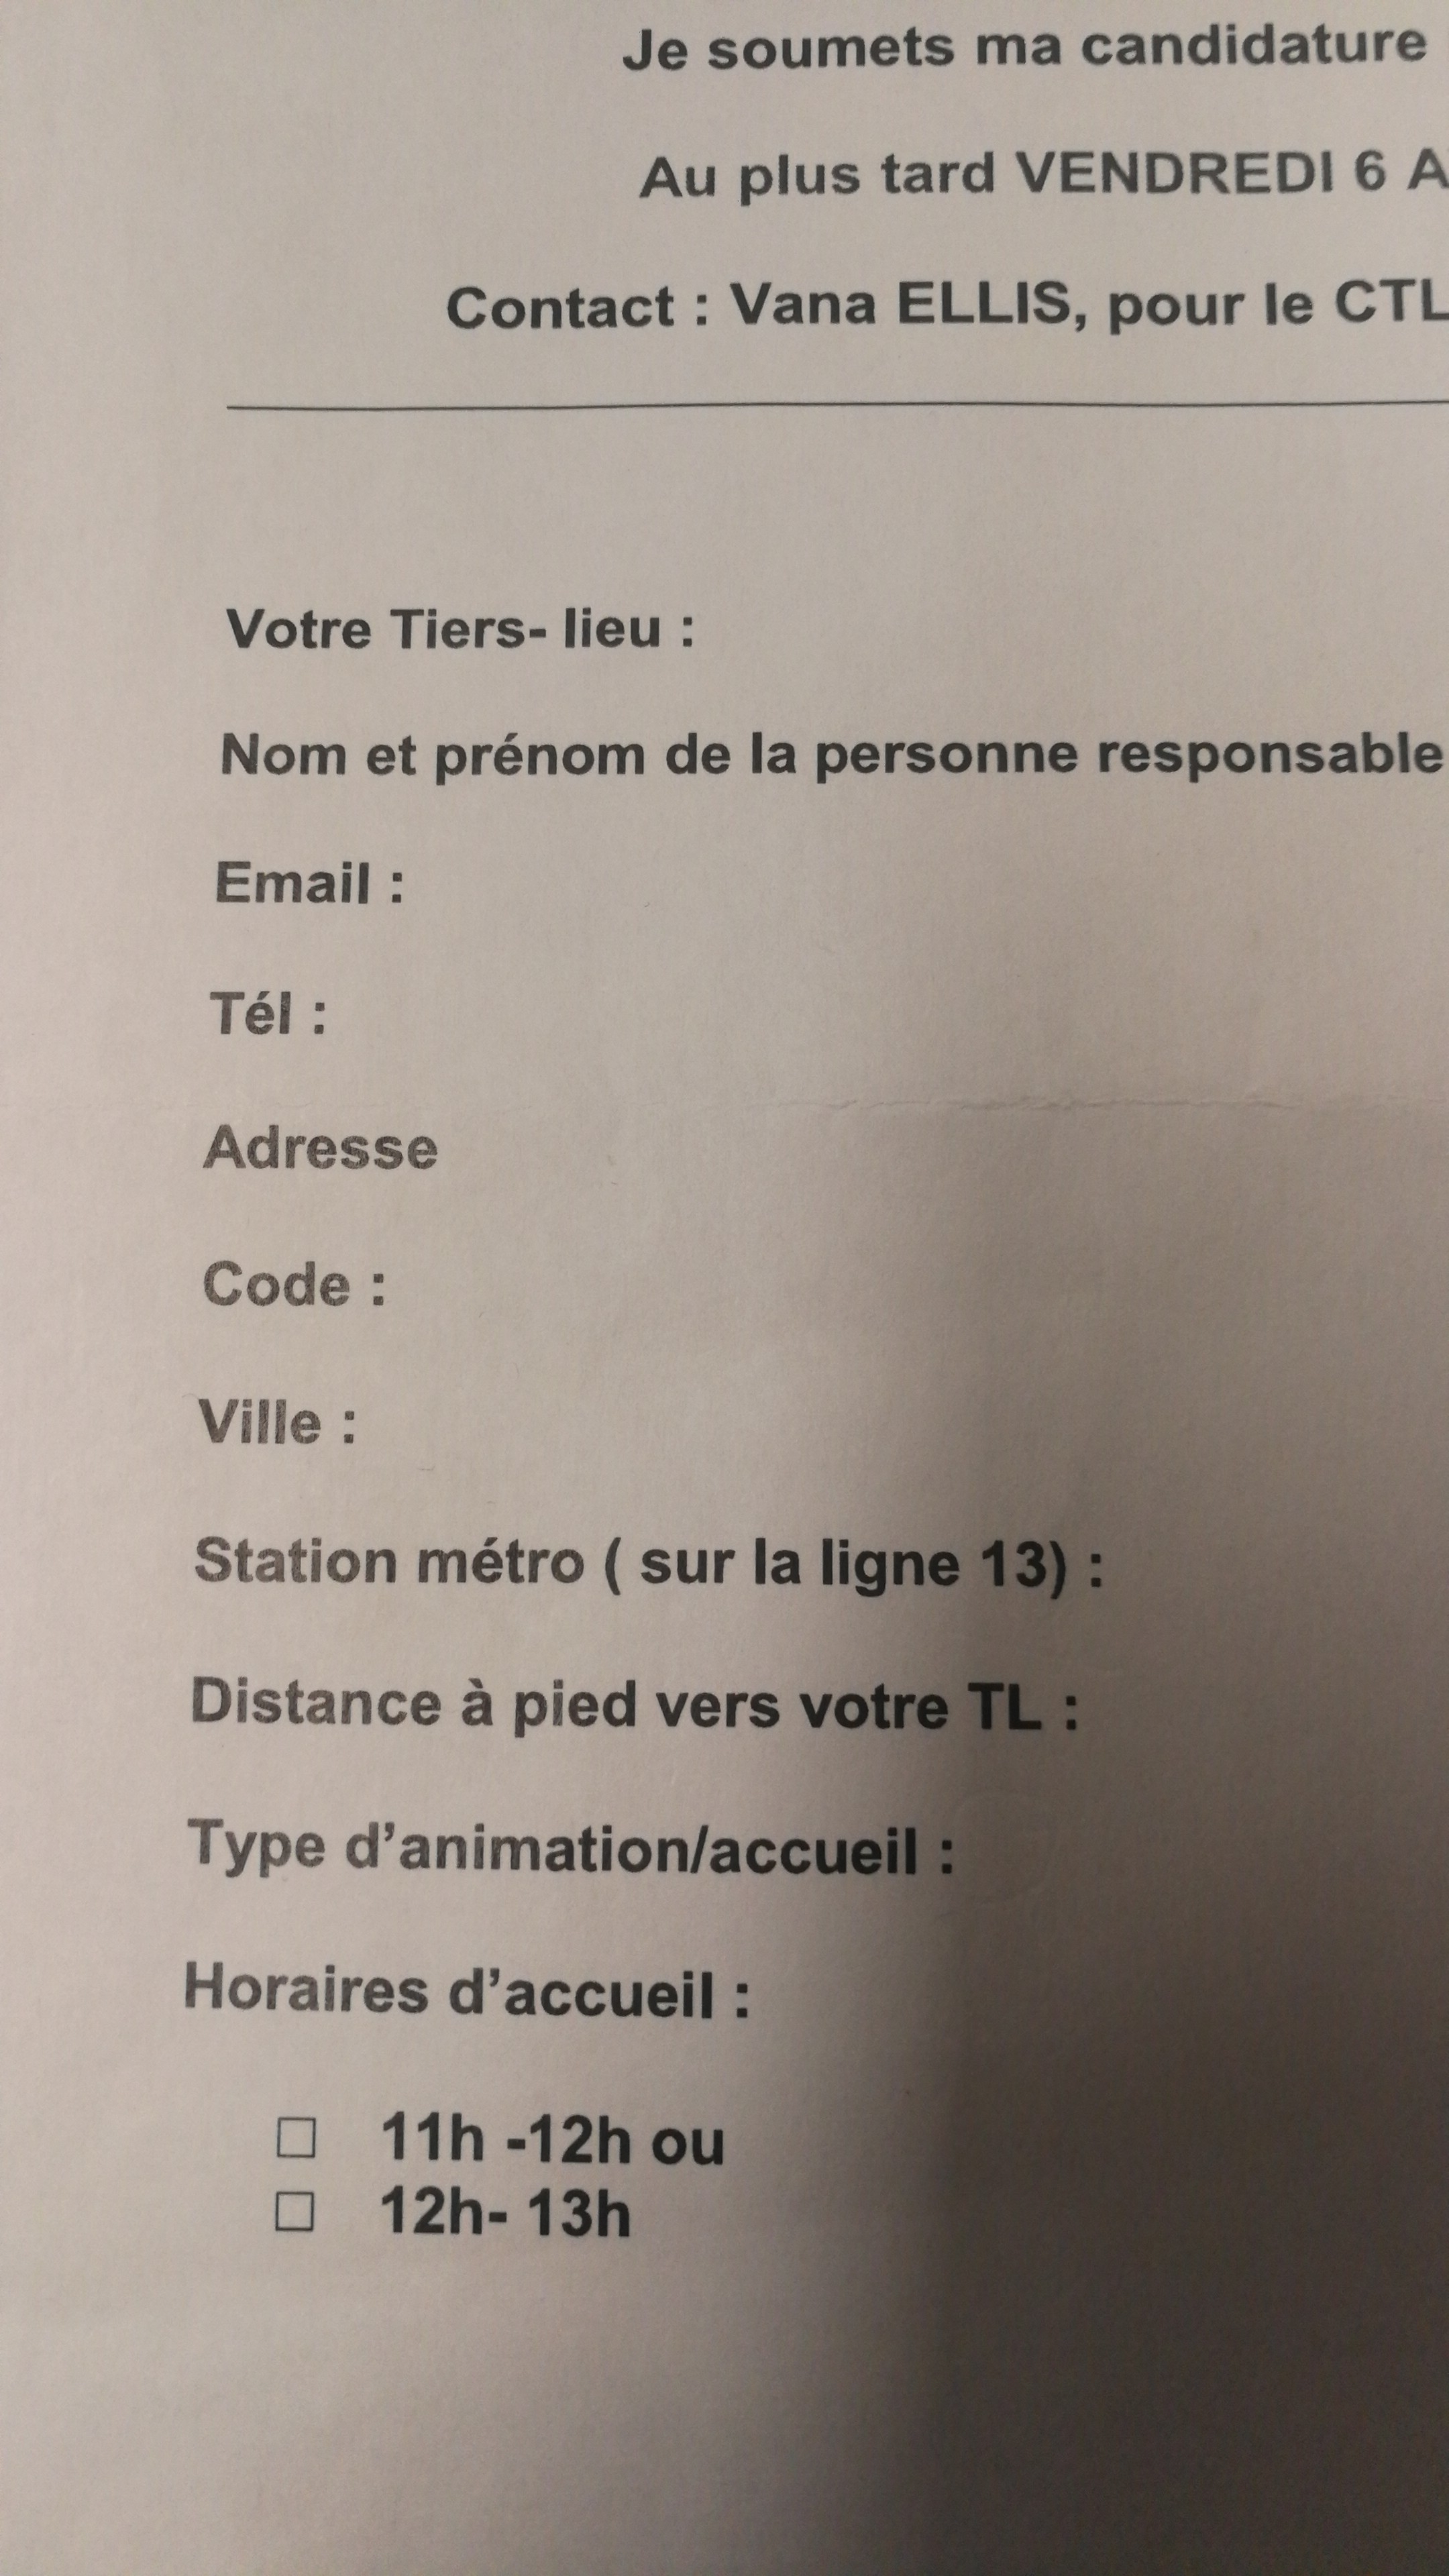 Je soumets ma candidature
Au plus tard VENDREDI 6
Contact : Vana ELLIS, pour le CTL
Votre Tiers- lieu :
Nom et prénom de la personne responsable
Email :
Tél :
Adresse
Code :
Ville :
Station métro ( sur la ligne 13) :
Distance à pied vers votre TL :
Type d’animation/accueil :
Horaires d’accueil :
□ 11h -12h ou
□ 12h- 13h